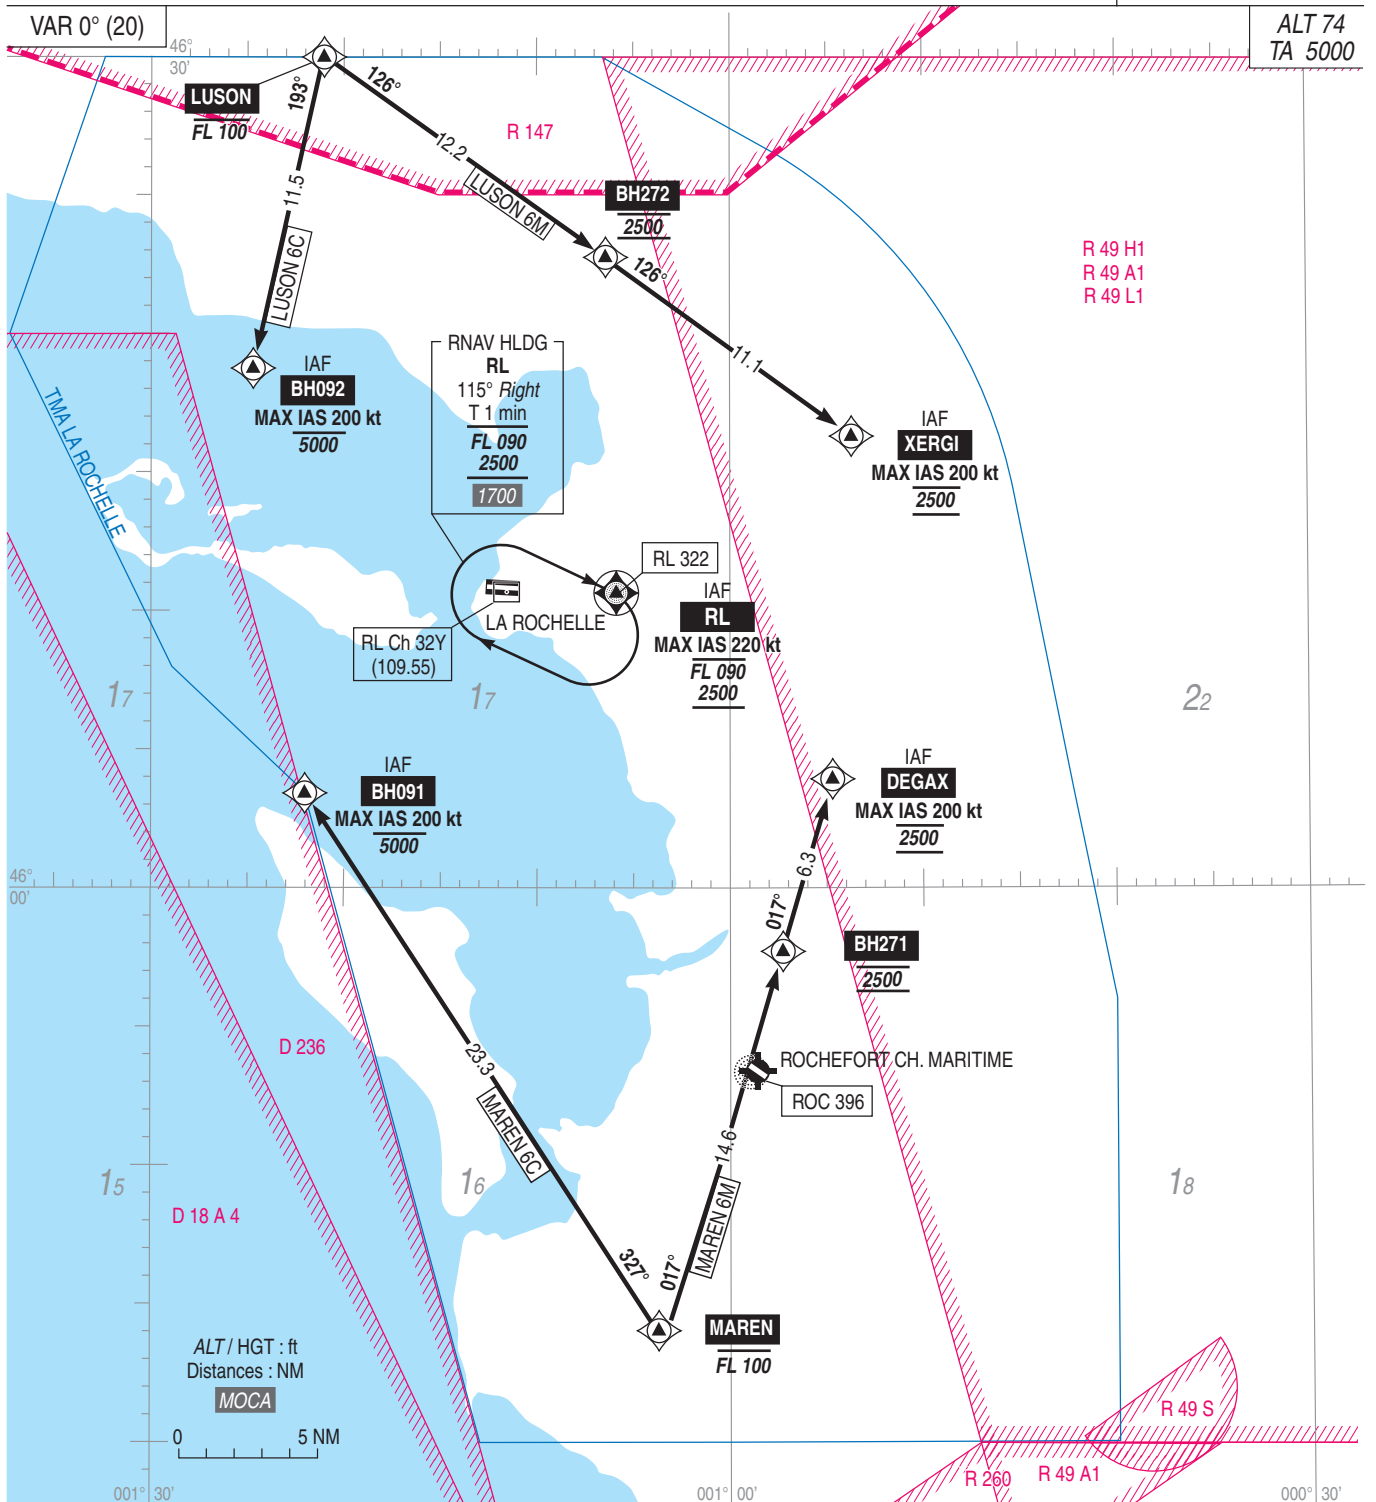 VAR 0° (20)
ALT 74
TA 5000
46°
30'
LUSON
FL 100
193°
126°
12.2
R 147
LUSON 6M
11.5
LUSON 6C
BH272
2500
126°
R 49 H1
R 49 A1
R 49 L1
11.1
IAF
BH092
MAX IAS 200 kt
5000
RNAV HLDG
RL
115° Right
T 1 min
FL 090
2500
1700
IAF
XERGI
MAX IAS 200 kt
2500
TMA LA ROCHELLE
RL 322
LA ROCHELLE
RL Ch 32Y
(109.55)
IAF
RL
MAX IAS 220 kt
FL 090
2500
17
17
22
IAF
BH091
MAX IAS 200 kt
5000
IAF
DEGAX
MAX IAS 200 kt
2500
6.3
46°
00'
017°
BH271
2500
D 236
23.3
ROCHEFORT CH. MARITIME
ROC 396
MAREN 6C
14.6
15
16
18
D 18 A 4
MAREN 6M
327°
017°
MAREN
FL 100
ALT / HGT : ft
Distances : NM
MOCA
0 5 NM
R 49 S
R 260
R 49 A1
001° 30'
001° 00'
000° 30'